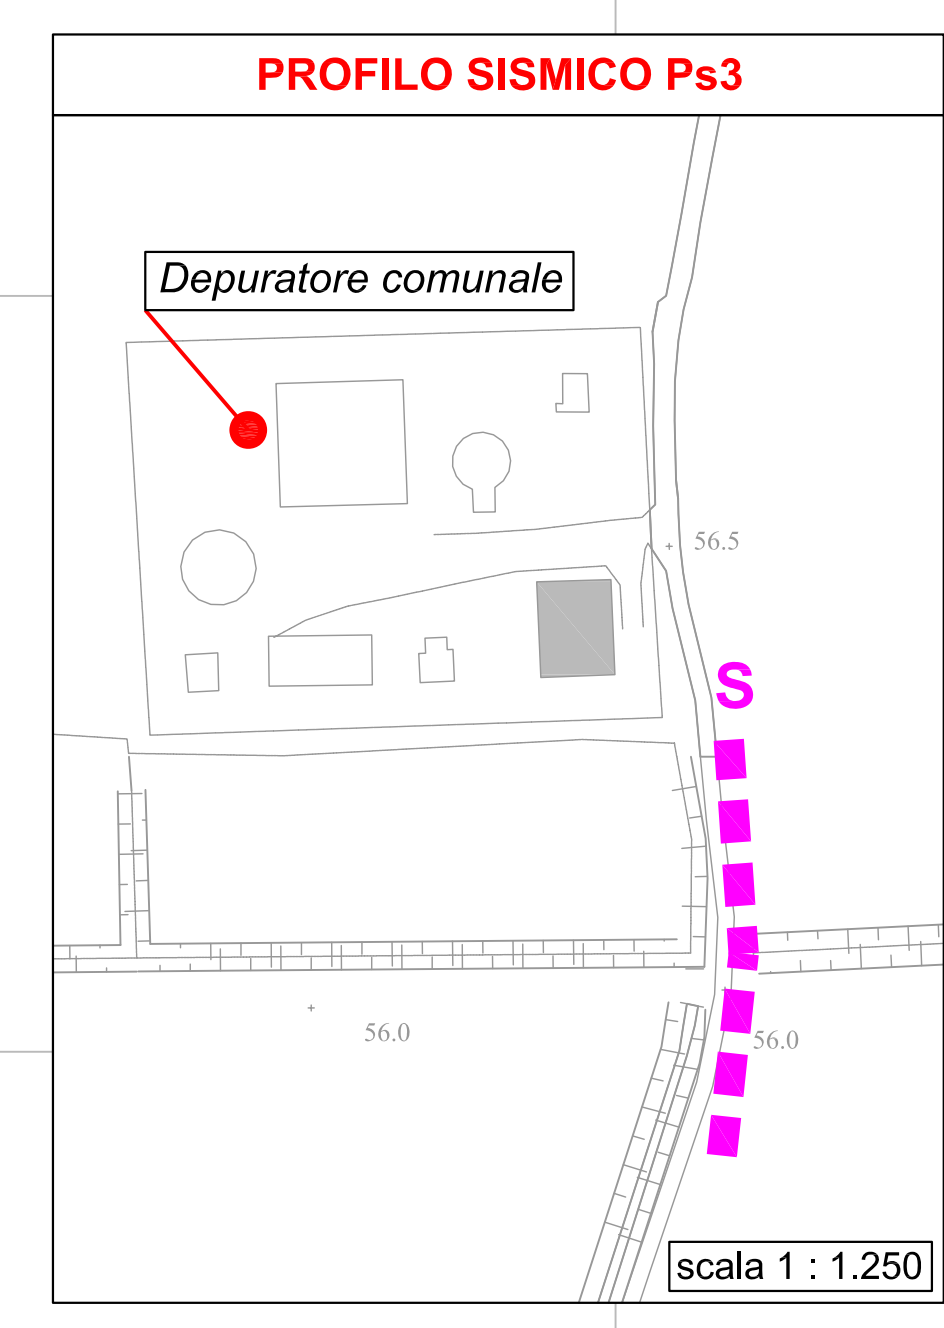 PROFILO SISMICO Ps3
Depuratore comunale
56.5
S
56.0
56.0
scala 1 : 1.250